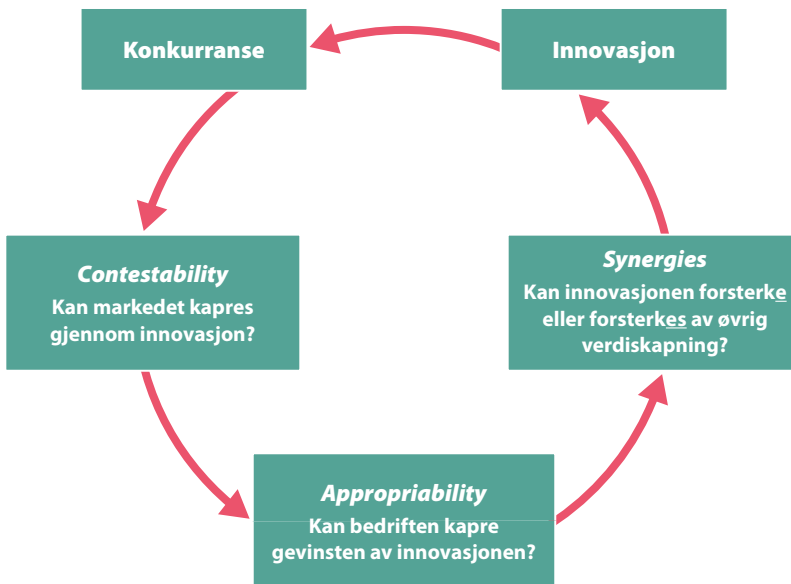 Konkurranse
Innovasjon
Contestability
Kan markedet kapres
gjennom innovasjon?
Synergies
Kan innovasjonen forsterke
eller forsterkes av øvrig
verdiskapning?
Appropriability
Kan bedriften kapre
gevinsten av innovasjonen?